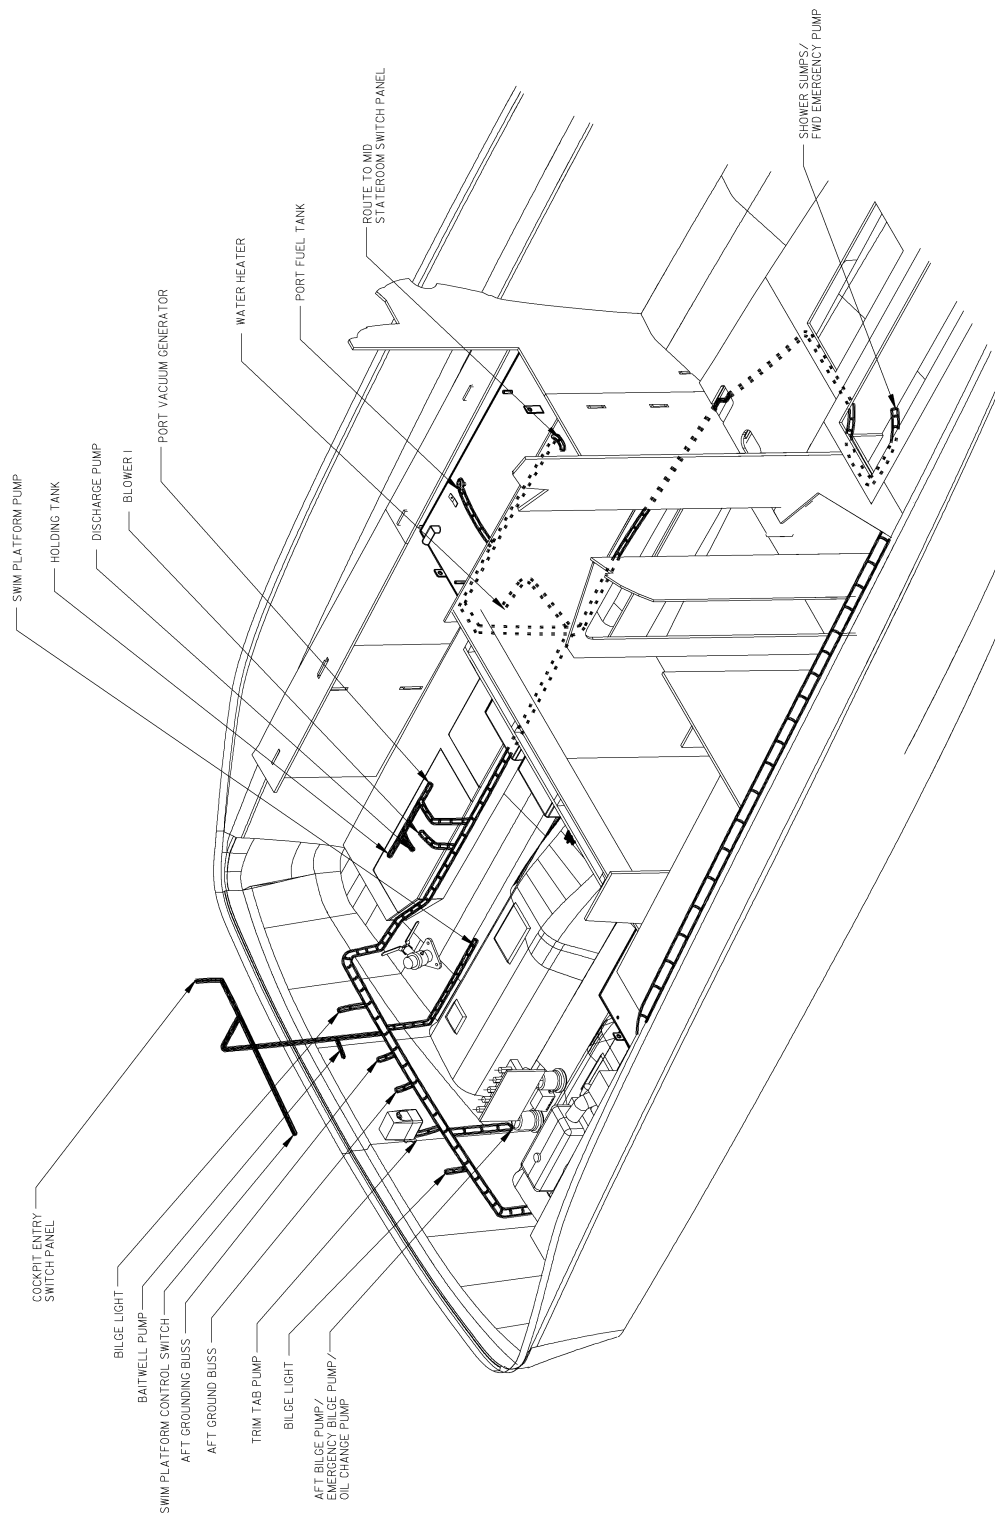 SWIM PLATFORM PUMP
HOLDING TANK
DISCHARGE PUMP
BLOWER 1
PORT VACUUM GENERATOR
WATER HEATER
PORT FUEL TANK
ROUTE TO MID
STATEROOM SWITCH PANEL
SHOWER SUMPS/
FWD EMERGENCY PUMP
COCKPIT ENTRY
SWITCH PANEL
BILGE LIGHT
BAITWELL PUMP
SWIM PLATFORM CONTROL SWITCH
AFT GROUNDING BUSS
AFT GROUND BUSS
TRIM TAB PUMP
BILGE LIGHT
AFT BILGE PUMP/
EMERGENCY BILGE PUMP/
OIL CHANGE PUMP